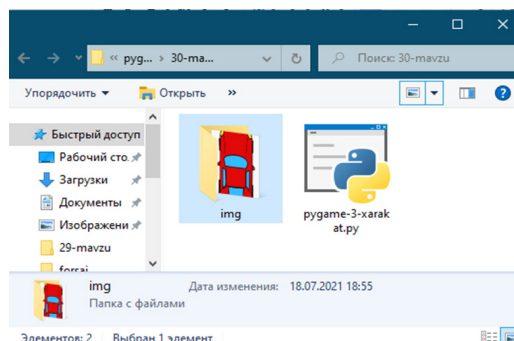 « pyg... › 30-ma...
Поиск: 30-mavzu
Упорядочить
Открыть
»
Быстрый доступ
Рабочий сто.
Загрузки
Документы
Изображени
29-mavzu
forsaj
img
pygame-3-xarak
at.py
img
Дата изменения: 18.07.2021 18:55
Папка с файлами
Элементов: 2 Выбран 1 элемент